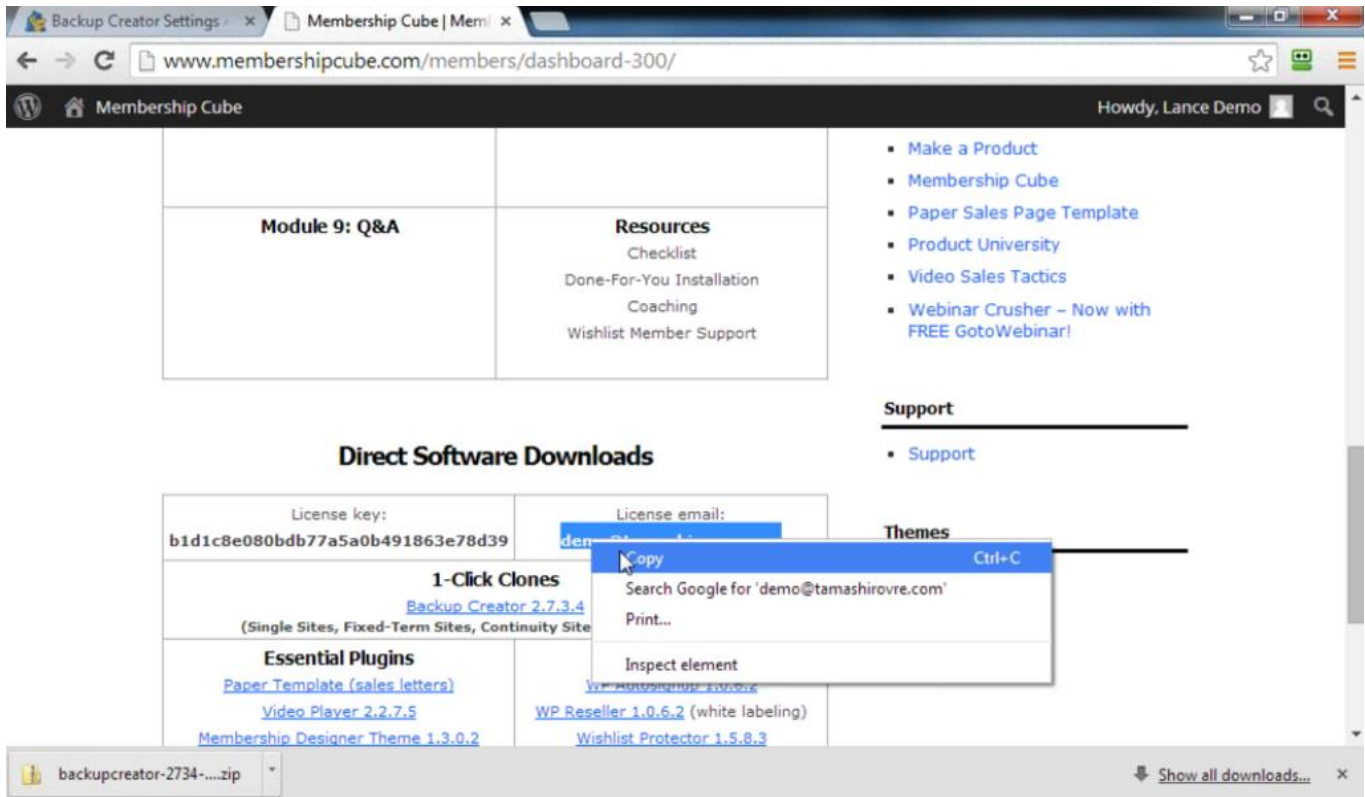 Backup Creator Settings
Membership Cube | Mem
www.membershipcube.com/members/dashboard-300/
Membership Cube
Howdy, Lance Demo
Module 9: Q&A
Resources
Checklist
Done-For-You Installation
Coaching
Wishlist Member Support
Make a Product
Membership Cube
Paper Sales Page Template
Product University
Video Sales Tactics
Webinar Crusher – Now with
FREE GotoWebinar!
Support
Support
Themes
Direct Software Downloads
License key:
b1d1c8e080bdb77a5a0b491863e78d39
License email:
Copy Ctrl+C
Search Google for 'demo@tamashirovre.com'
Print...
Inspect element
1-Click Clones
Backup Creator 2.7.3.4
(Single Sites, Fixed-Term Sites, Continuity Site
Essential Plugins
Paper Template (sales letters)
Video Player 2.2.7.5
Membership Designer Theme 1.3.0.2
WP Autosignup 1.0.6.2
WP Reseller 1.0.6.2 (white labeling)
Wishlist Protector 1.5.8.3
backupcreator-2734-....zip
Show all downloads...